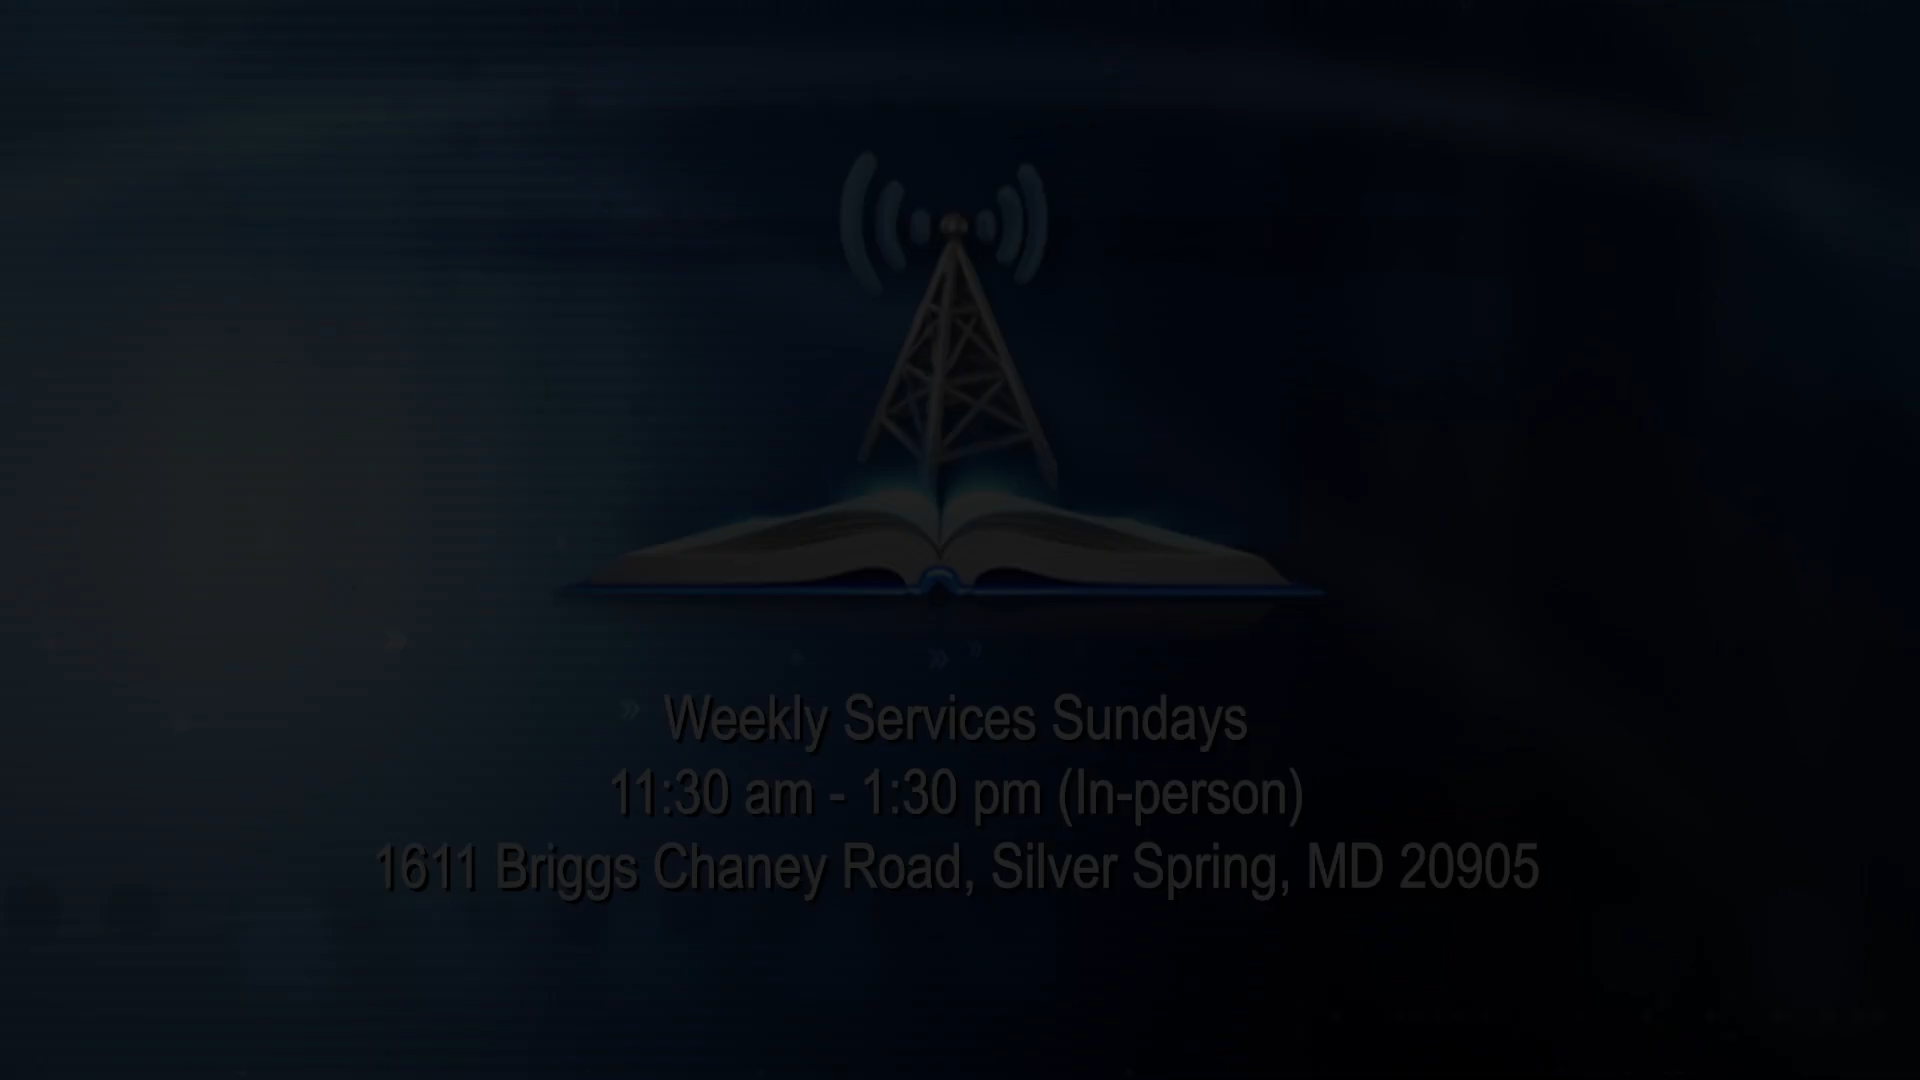 Weekly Services Sundays
11:30 am - 1:30 pm (In-person)
1611 Briggs Chaney Road, Silver Spring, MD 20905